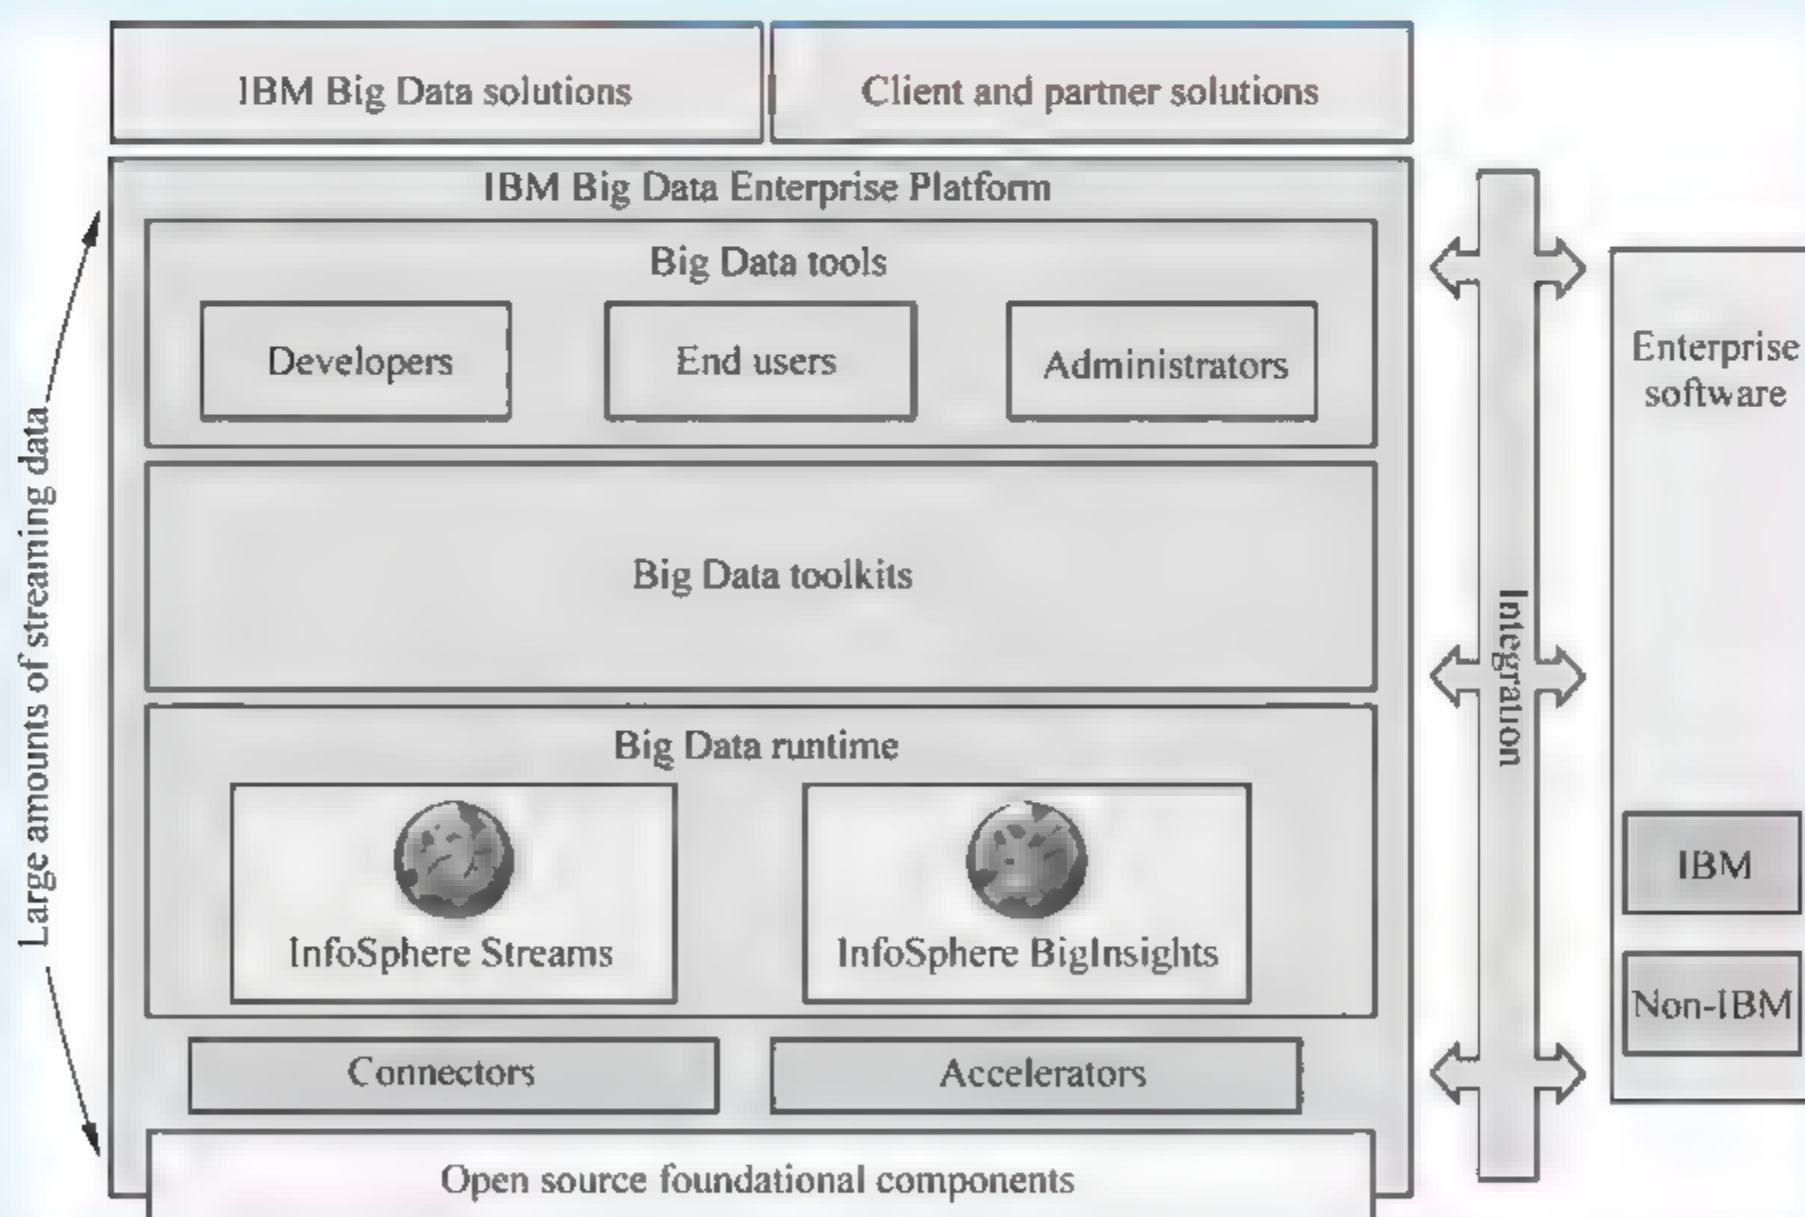 IBM Big Data solutions
Client and partner solutions
IBM Big Data Enterprise Platform
Big Data tools
Developers
End users
Administrators
Big Data toolkits
Big Data runtime
InfoSphere Streams
InfoSphere BigInsights
Connectors
Accelerators
Open source foundational components
Large amounts of streaming data
Integration
Enterprise
software
IBM
Non-IBM